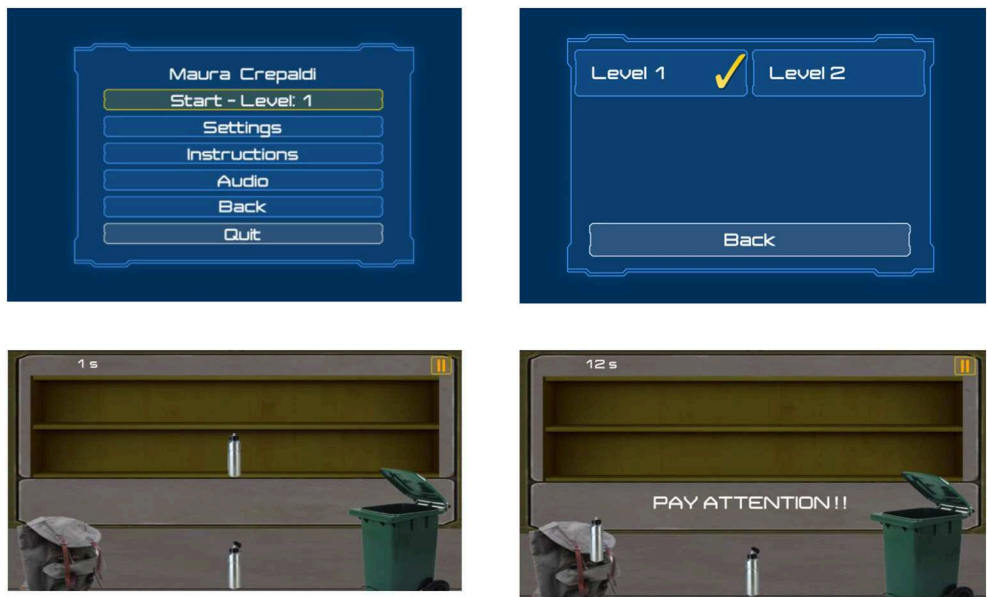 Maura Crepaldi
Start - Level: 1
Settings
Instructions
Audio
Back
Quit
Level 1
Level 2
Back
1 s
12 s
PAY ATTENTION!!